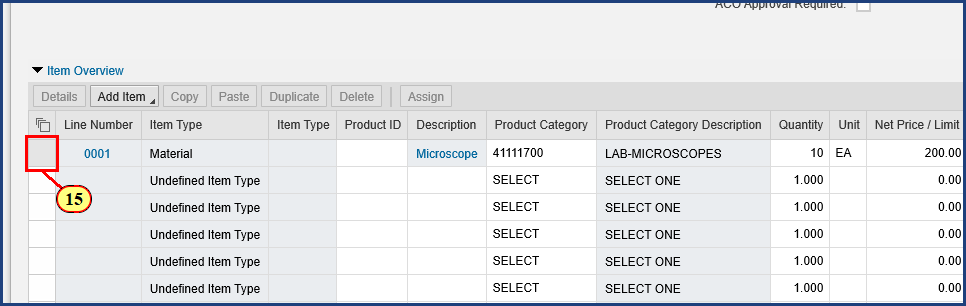 ACO Approval Required:
Item Overview
Details Add Item Copy Paste Duplicate Delete Assign
Line Number Item Type Item Type Product ID Description Product Category Product Category Description Quantity Unit Net Price / Limit
0001 Material Microscope 41111700 LAB-MICROSCOPES 10 EA 200.00
15 Undefined Item Type SELECT SELECT ONE 1.000 0.00
Undefined Item Type SELECT SELECT ONE 1.000 0.00
Undefined Item Type SELECT SELECT ONE 1.000 0.00
Undefined Item Type SELECT SELECT ONE 1.000 0.00
Undefined Item Type SELECT SELECT ONE 1.000 0.00